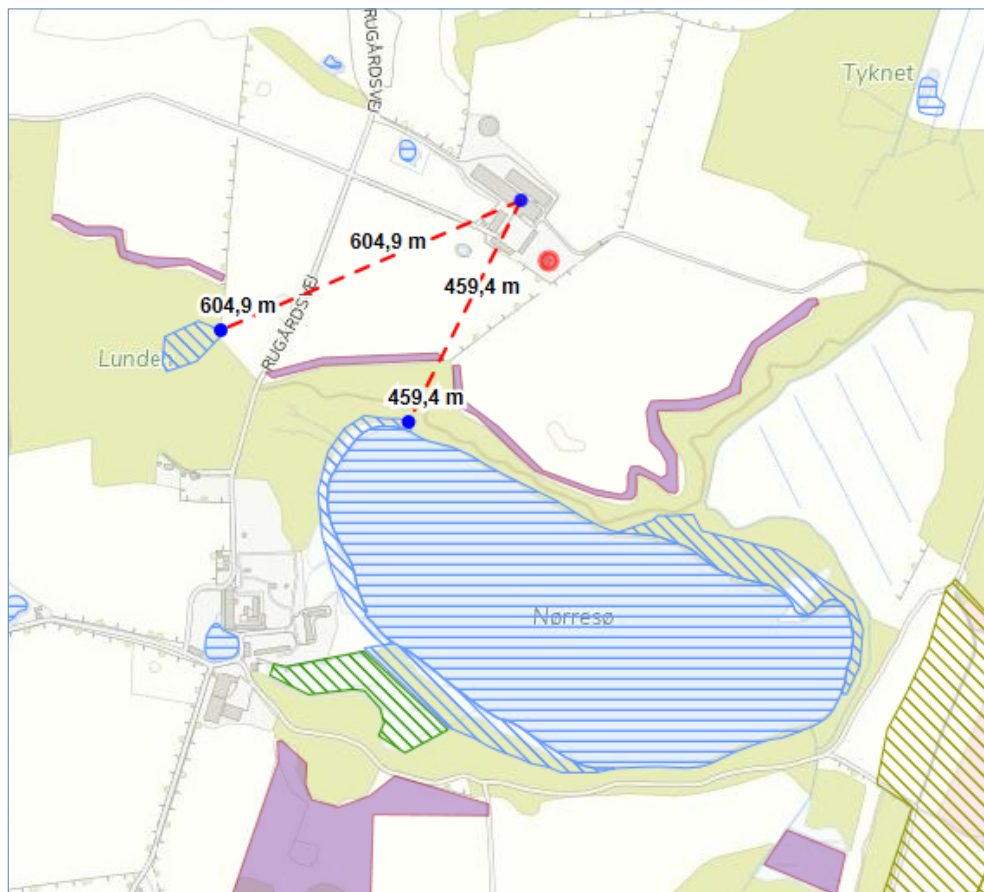 RUGÅRDSVEJ
Tyknet
604,9 m
459,4 m
604,9 m
RUGÅRDSVEJ
Lunden
459,4 m
Nørresø